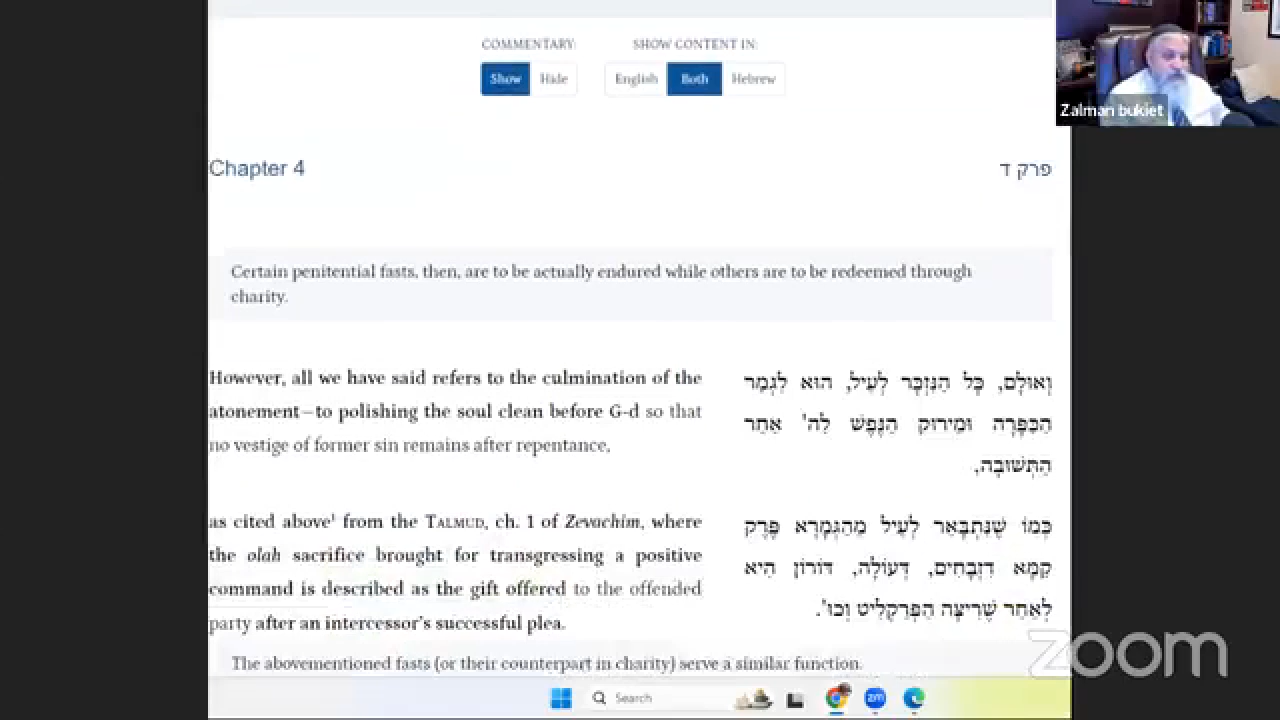 COMMENTARY:
SHOW CONTENT IN:
Show
Hide
English
Both
Hebrew
Zalman bukiet
Chapter 4
פרק ד
Certain penitential fasts, then, are to be actually endured while others are to be redeemed through
charity.
However, all we have said refers to the culmination of the
atonement—to polishing the soul clean before G-d so that
no vestige of former sin remains after repentance,
וְאוּלָם, כָּל הַנִּזְכָּר לְעֵיל, הוּא לִגְמַר
הַכַּפָּרָה וּמֵירוּק הַנֶּפֶשׁ לַה' אַחַר
הַתְּשׁוּבָה,
as cited above¹ from the TALMUD, ch. 1 of Zevachim, where
the olah sacrifice brought for transgressing a positive
command is described as the gift offered to the offended
party after an intercessor's successful plea.
כְּמוֹ שֶׁנִּתְבָּאֵר לְעֵיל מֵהַגְּמָרָא פֶּרֶק
קַמָּא דִזְבָחִים, דְּעוֹלָה, דּוֹרוֹן הִיא
לְאַחַר שֶׁרִיצָּה הַפְּרַקְלִיט וְכוּ'.
The abovementioned fasts (or their counterpart in charity) serve a similar function.
zoom
Search
zm